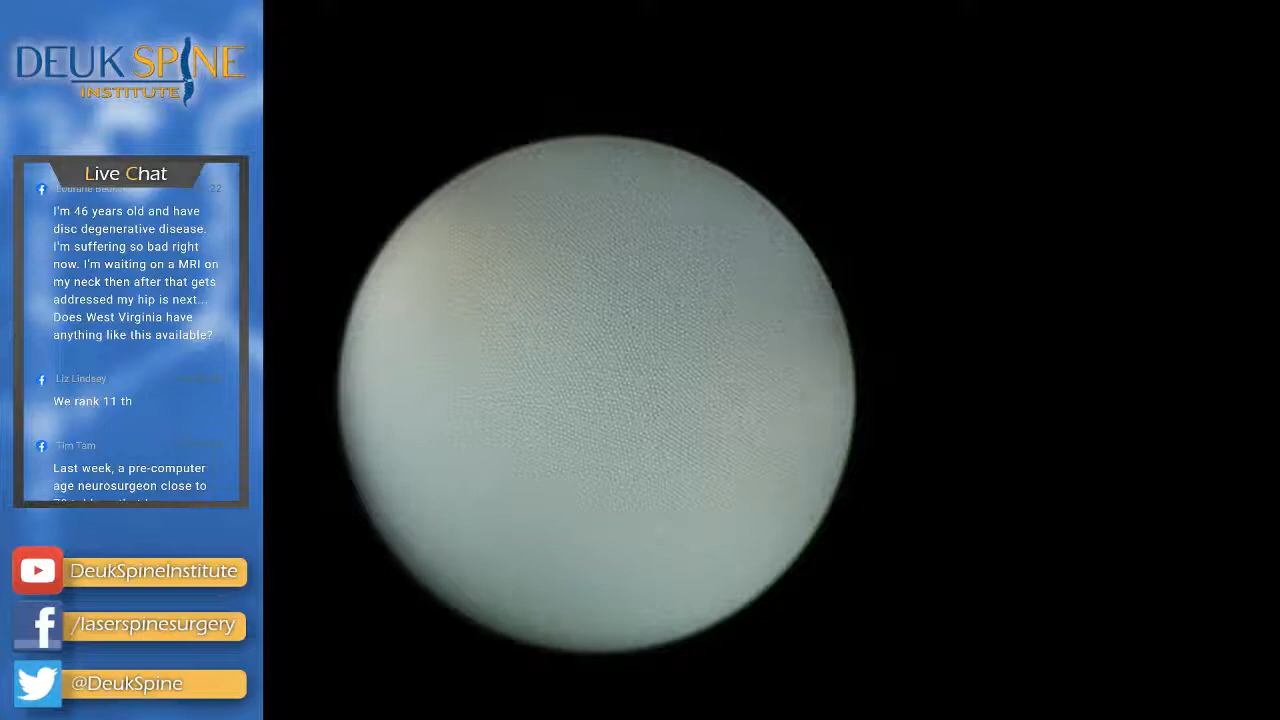 DEUK SPINE
INSTITUTE
Live Chat
22
I'm 46 years old and have
disc degenerative disease.
I'm suffering so bad right
now. I'm waiting on a MRI on
my neck then after that gets
addressed my hip is next...
Does West Virginia have
anything like this available?
Liz Lindsey
We rank 11 th
Tim Tam
Last week, a pre-computer
age neurosurgeon close to
DeukSpineInstitute
/laserspinesurgery
@DeukSpine